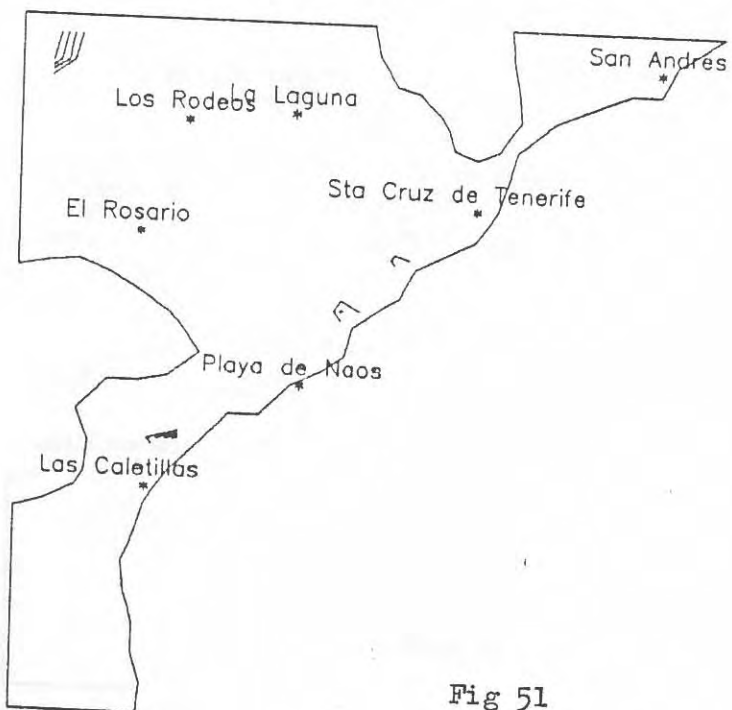 San Andres
Los Rodeos
La Laguna
Sta Cruz de Tenerife
El Rosario
Playa de Naos
Las Caletillas
Fig 51